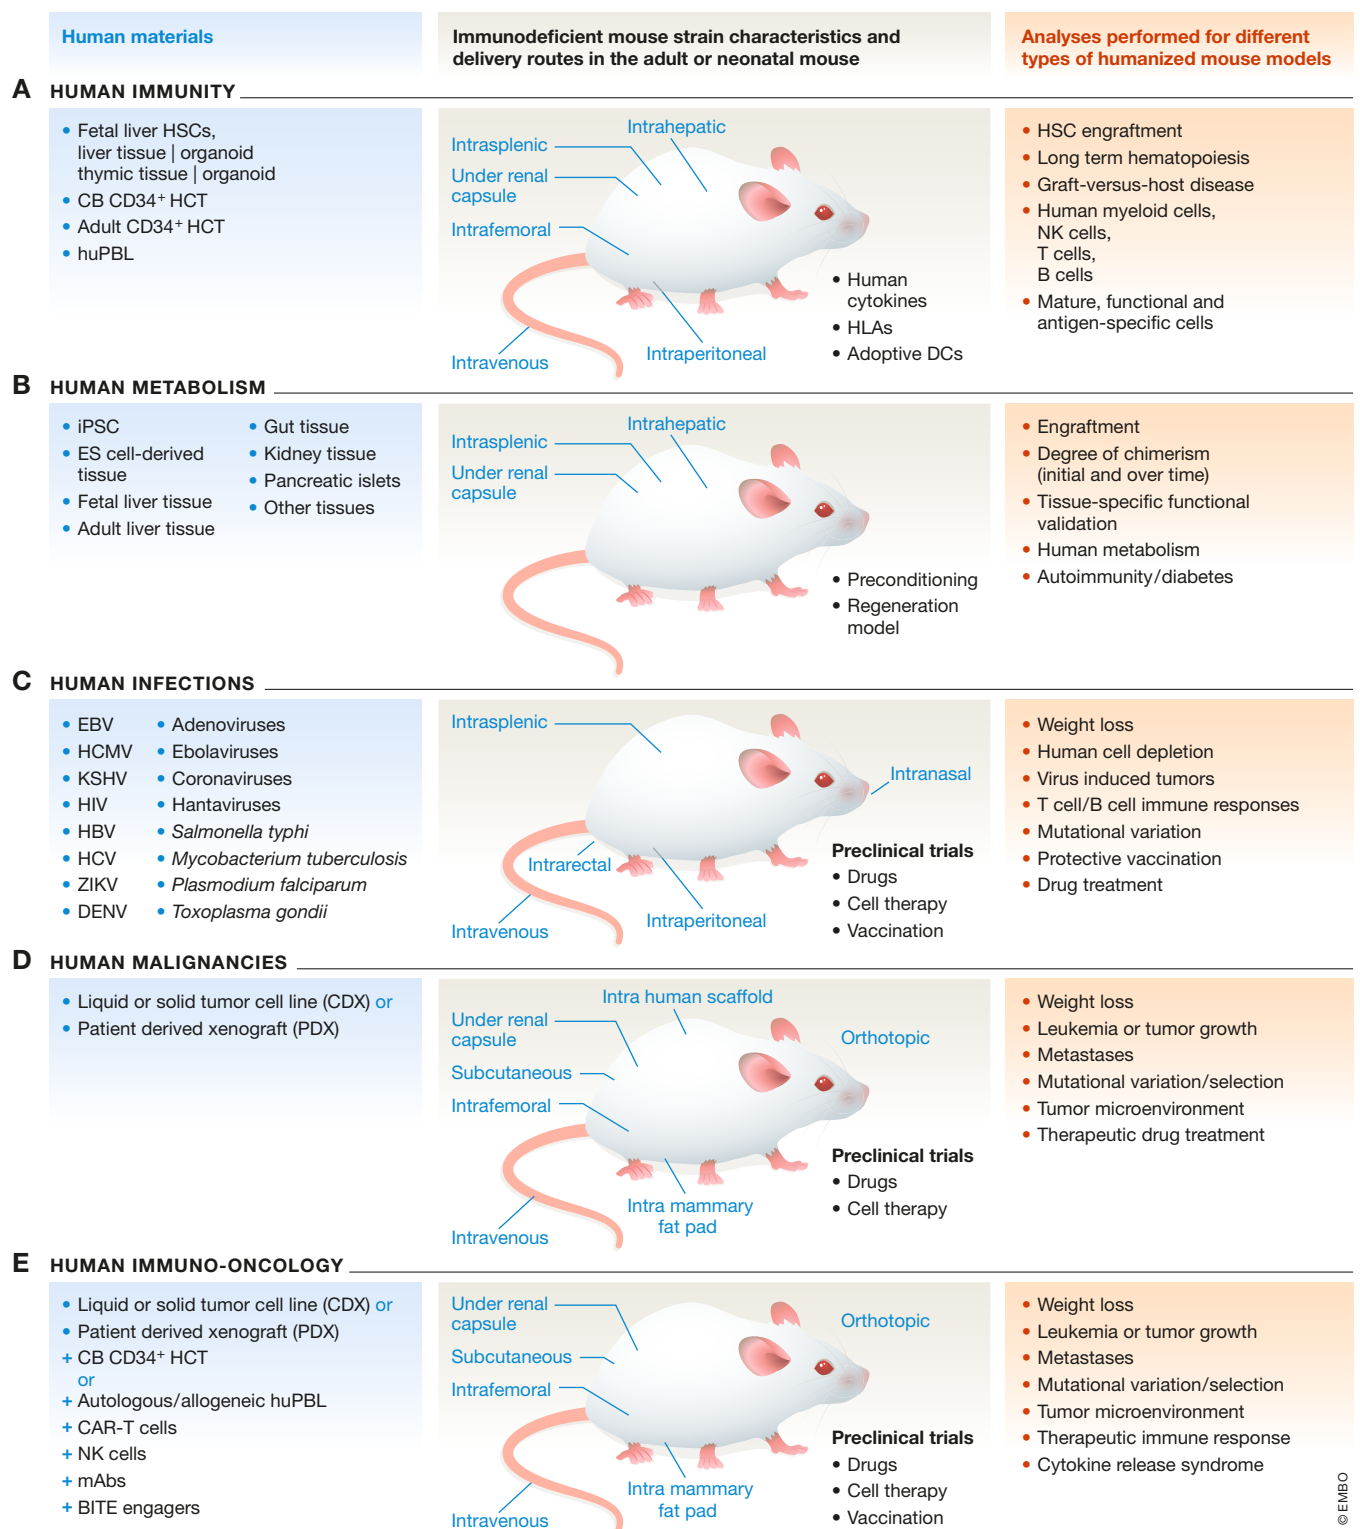 Human materials
Immunodeficient mouse strain characteristics and
delivery routes in the adult or neonatal mouse
Analyses performed for different
types of humanized mouse models
A HUMAN IMMUNITY
• Fetal liver HSCs,
liver tissue | organoid
thymic tissue | organoid
• CB CD34+ HCT
• Adult CD34+ HCT
• huPBL
Intrahepatic
Intrasplenic
Under renal
capsule
Intrafemoral
Intravenous
Intraperitoneal
• Human
cytokines
• HLAs
• Adoptive DCs
• HSC engraftment
• Long term hematopoiesis
• Graft-versus-host disease
• Human myeloid cells,
NK cells,
T cells,
B cells
• Mature, functional and
antigen-specific cells
B HUMAN METABOLISM
• iPSC
• ES cell-derived
tissue
• Fetal liver tissue
• Adult liver tissue
• Gut tissue
• Kidney tissue
• Pancreatic islets
• Other tissues
Intrahepatic
Intrasplenic
Under renal
capsule
• Preconditioning
• Regeneration
model
• Engraftment
• Degree of chimerism
(initial and over time)
• Tissue-specific functional
validation
• Human metabolism
• Autoimmunity/diabetes
C HUMAN INFECTIONS
• EBV
• HCMV
• KSHV
• HIV
• HBV
• HCV
• ZIKV
• DENV
• Adenoviruses
• Ebolaviruses
• Coronaviruses
• Hantaviruses
• Salmonella typhi
• Mycobacterium tuberculosis
• Plasmodium falciparum
• Toxoplasma gondii
Intrasplenic
Intranasal
Intrarectal
Intravenous
Intraperitoneal
Preclinical trials
• Drugs
• Cell therapy
• Vaccination
• Weight loss
• Human cell depletion
• Virus induced tumors
• T cell/B cell immune responses
• Mutational variation
• Protective vaccination
• Drug treatment
D HUMAN MALIGNANCIES
• Liquid or solid tumor cell line (CDX) or
• Patient derived xenograft (PDX)
Intra human scaffold
Under renal
capsule
Orthotopic
Subcutaneous
Intrafemoral
Intra mammary
fat pad
Intravenous
Preclinical trials
• Drugs
• Cell therapy
• Weight loss
• Leukemia or tumor growth
• Metastases
• Mutational variation/selection
• Tumor microenvironment
• Therapeutic drug treatment
E HUMAN IMMUNO-ONCOLOGY
• Liquid or solid tumor cell line (CDX) or
• Patient derived xenograft (PDX)
+ CB CD34+ HCT
or
+ Autologous/allogeneic huPBL
+ CAR-T cells
+ NK cells
+ mAbs
+ BITE engagers
Under renal
capsule
Orthotopic
Subcutaneous
Intrafemoral
Intra mammary
fat pad
Intravenous
Preclinical trials
• Drugs
• Cell therapy
• Vaccination
• Weight loss
• Leukemia or tumor growth
• Metastases
• Mutational variation/selection
• Tumor microenvironment
• Therapeutic immune response
• Cytokine release syndrome
© EMBO